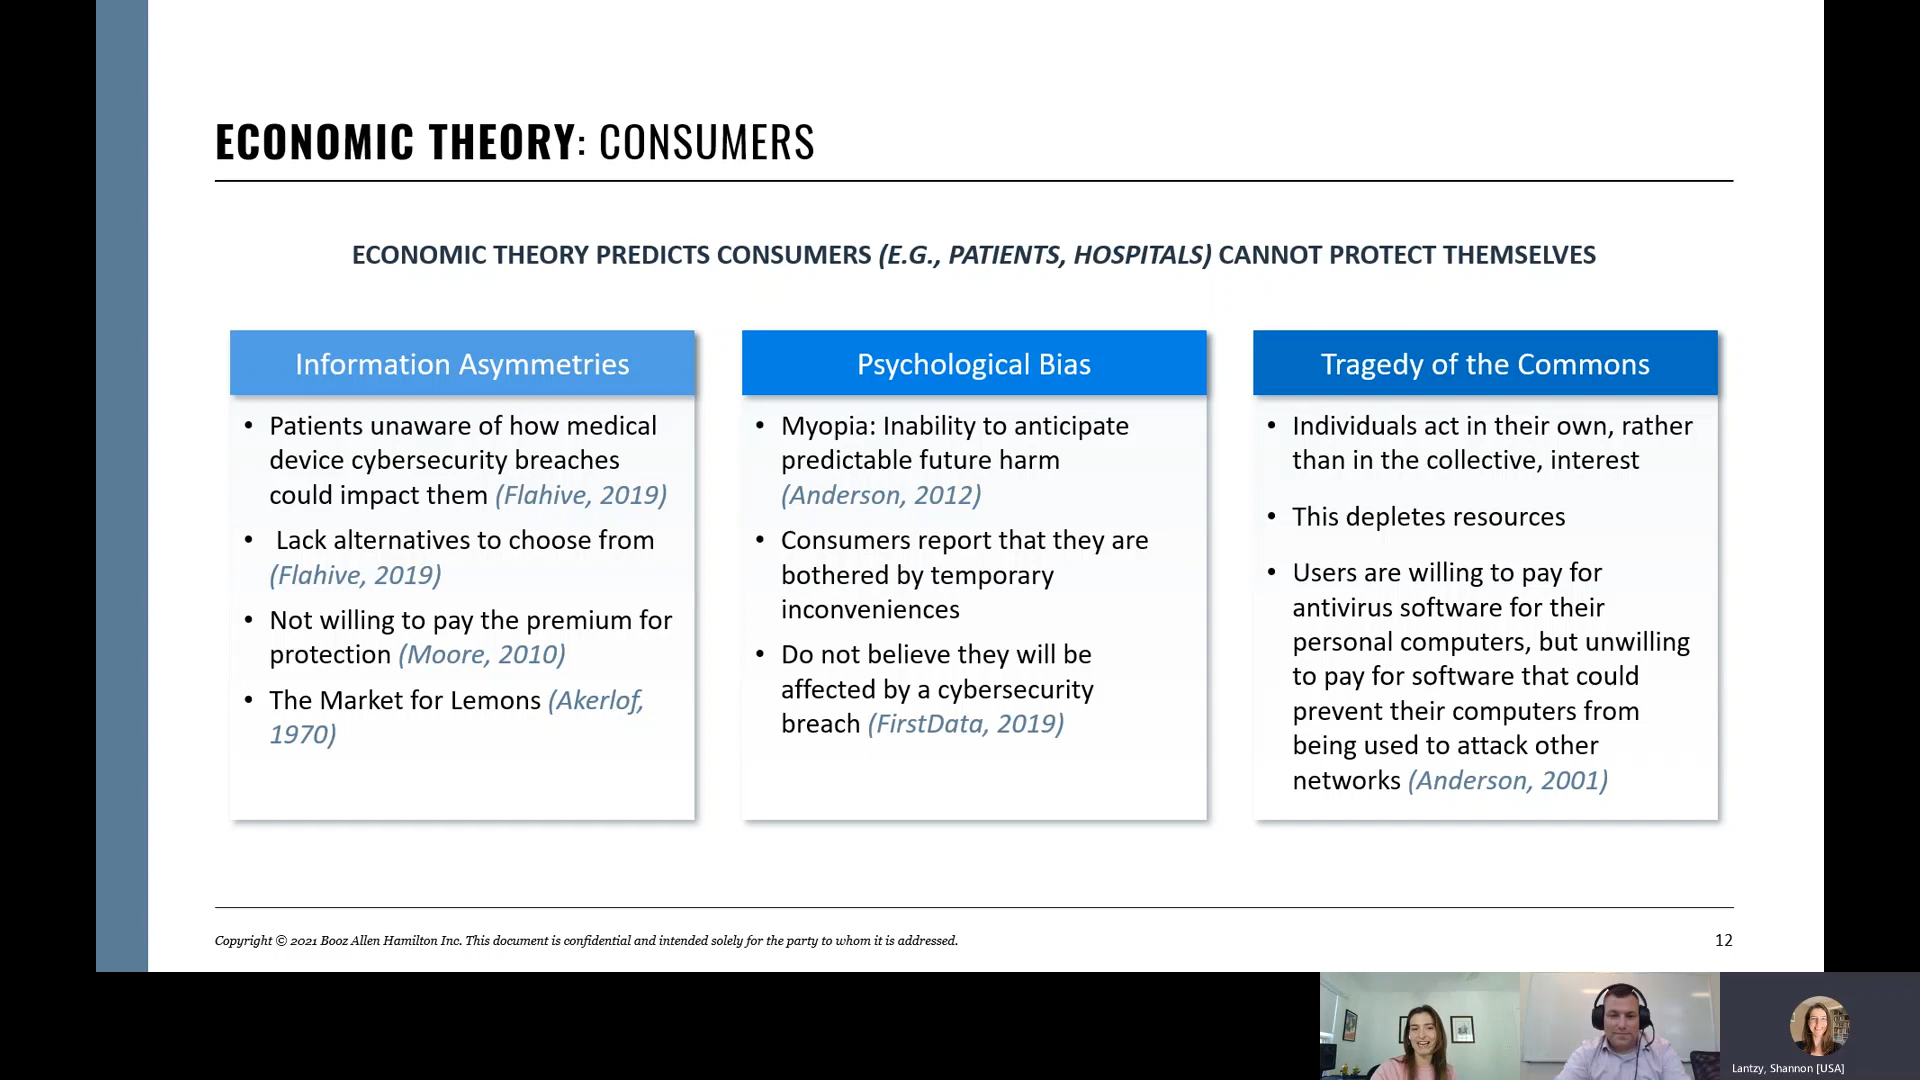 ECONOMIC THEORY: CONSUMERS
ECONOMIC THEORY PREDICTS CONSUMERS (E.G., PATIENTS, HOSPITALS) CANNOT PROTECT THEMSELVES
Information Asymmetries
• Patients unaware of how medical
device cybersecurity breaches
could impact them (Flahive, 2019)
• Lack alternatives to choose from
(Flahive, 2019)
• Not willing to pay the premium for
protection (Moore, 2010)
• The Market for Lemons (Akerlof,
1970)
Psychological Bias
• Myopia: Inability to anticipate
predictable future harm
(Anderson, 2012)
• Consumers report that they are
bothered by temporary
inconveniences
• Do not believe they will be
affected by a cybersecurity
breach (FirstData, 2019)
Tragedy of the Commons
• Individuals act in their own, rather
than in the collective, interest
• This depletes resources
• Users are willing to pay for
antivirus software for their
personal computers, but unwilling
to pay for software that could
prevent their computers from
being used to attack other
networks (Anderson, 2001)
Copyright © 2021 Booz Allen Hamilton Inc. This document is confidential and intended solely for the party to whom it is addressed.
12
Lantzy, Shannon [USA]